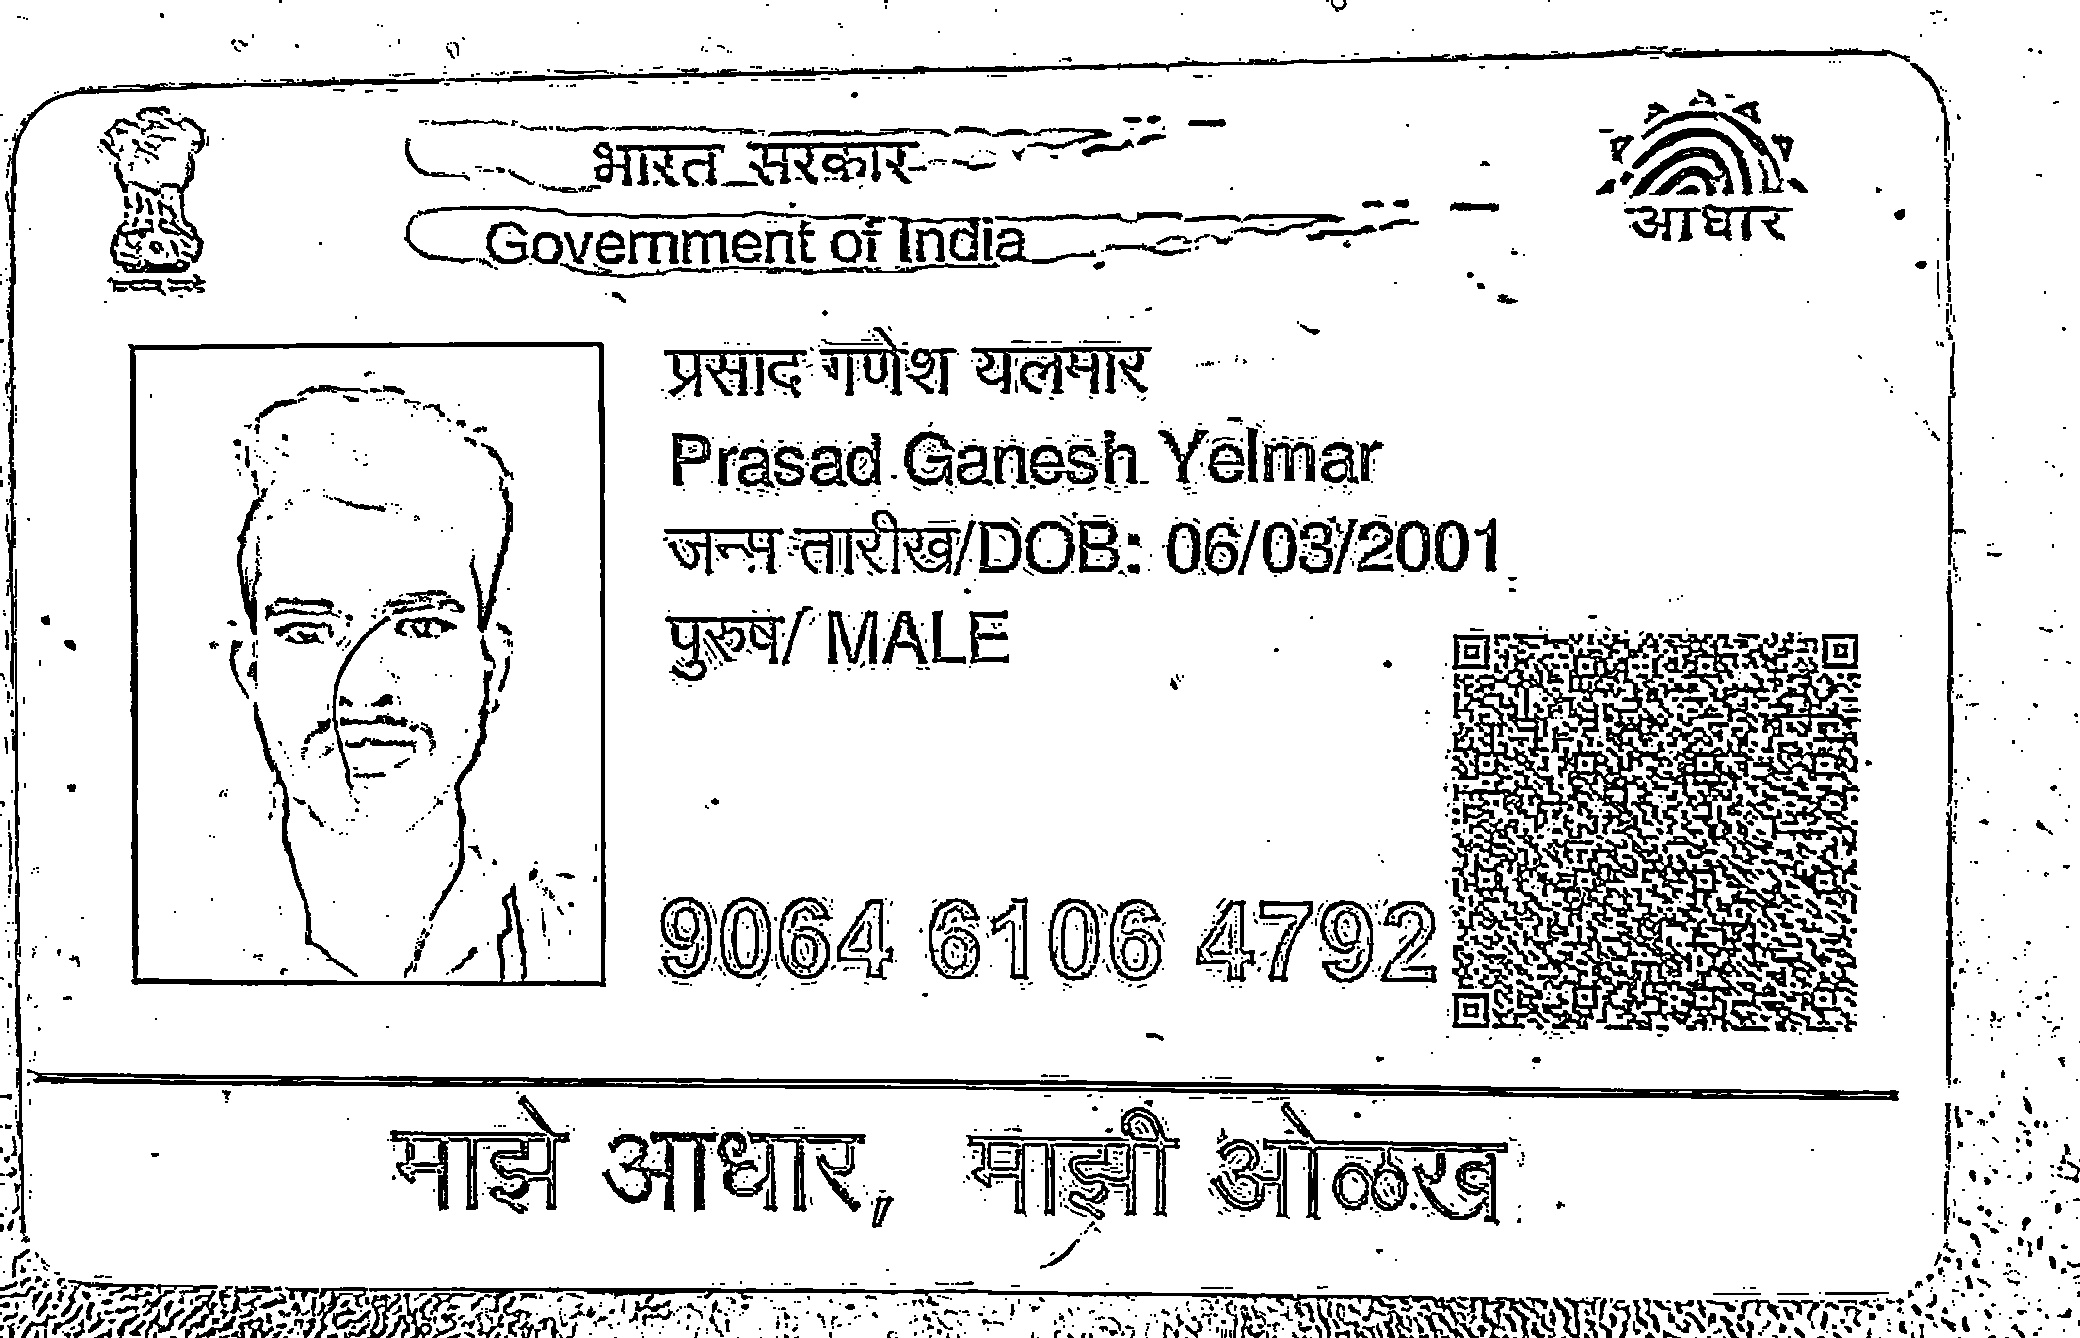 भारत सरकार
Government of India
आधार
प्रसाद गणेश यलमार
Prasad Ganesh Yelmar
जन्म तारीख/DOB: 06/03/2001
पुरुष/ MALE
9064 6106 4792
माझे आधार, माझी ओळख